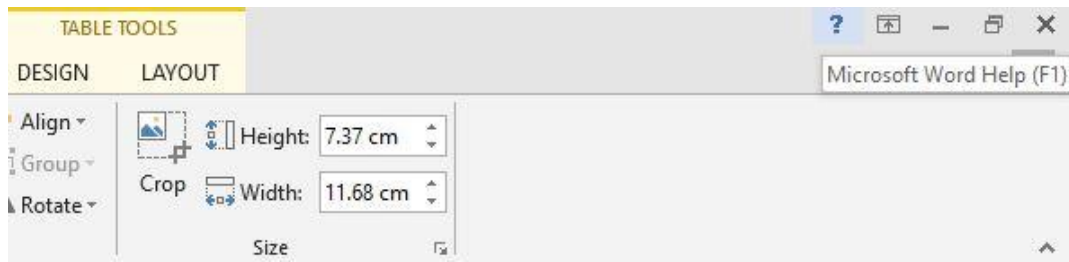 TABLE TOOLS
?
DESIGN LAYOUT
Microsoft Word Help (F1)
Align
Height: 7.37 cm
Group
Crop
Width: 11.68 cm
Rotate
Size